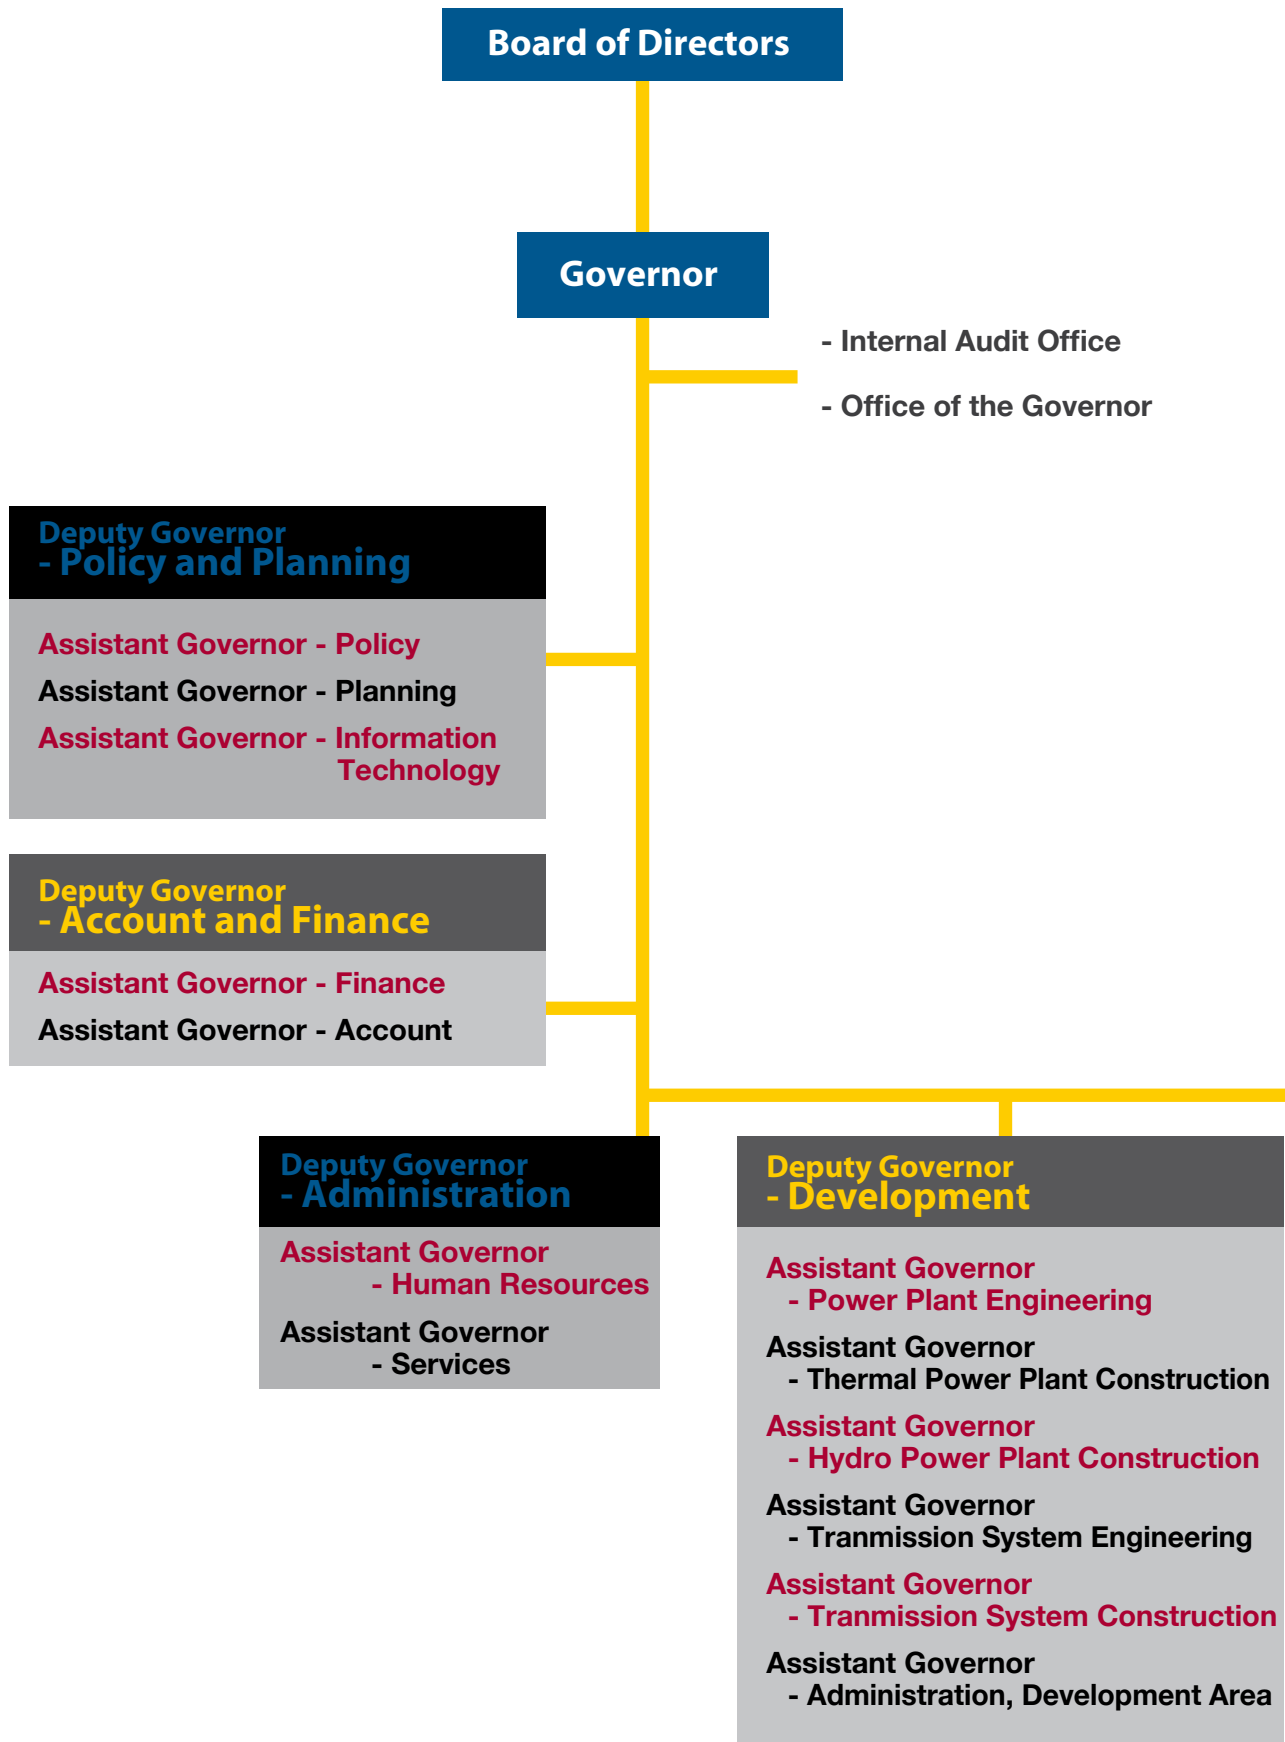 Board of Directors
Governor
- Internal Audit Office
- Office of the Governor
Deputy Governor
- Policy and Planning
Assistant Governor - Policy
Assistant Governor - Planning
Assistant Governor - Information
Technology
Deputy Governor
- Account and Finance
Assistant Governor - Finance
Assistant Governor - Account
Deputy Governor
- Administration
Assistant Governor
- Human Resources
Assistant Governor
- Services
Deputy Governor
- Development
Assistant Governor
- Power Plant Engineering
Assistant Governor
- Thermal Power Plant Construction
Assistant Governor
- Hydro Power Plant Construction
Assistant Governor
- Tranmission System Engineering
Assistant Governor
- Tranmission System Construction
Assistant Governor
- Administration, Development Area